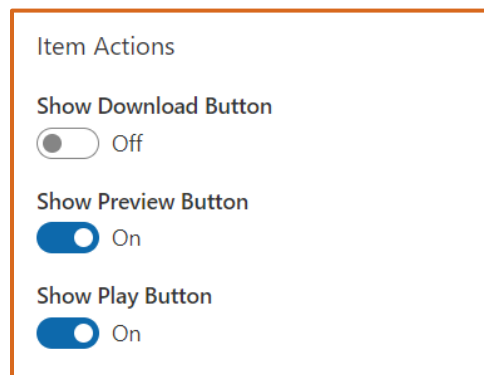 Item Actions
Show Download Button
Off
Show Preview Button
On
Show Play Button
On